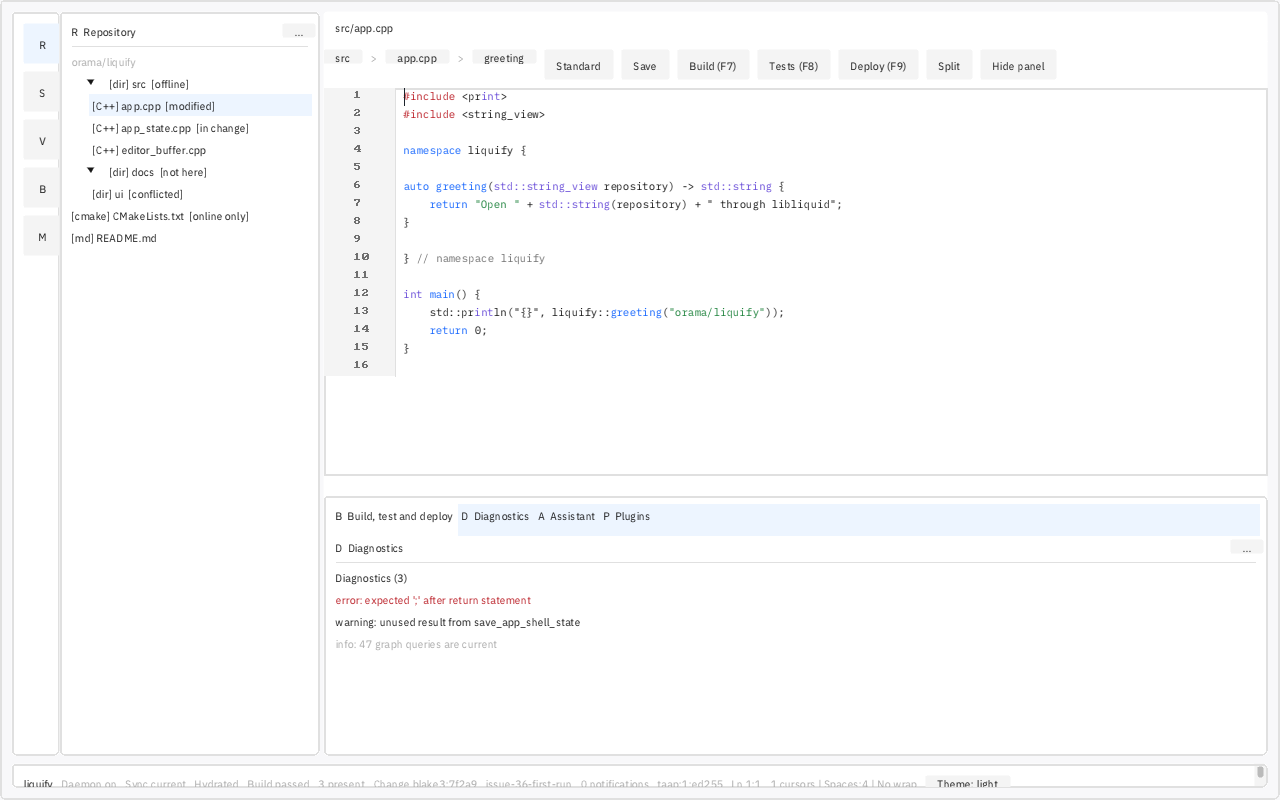 R
S
V
B
M
R Repository
...
orama/liquify
[dir] src [offline]
[C++] app.cpp [modified]
[C++] app_state.cpp [in change]
[C++] editor_buffer.cpp
[dir] docs [not here]
[dir] ui [conflicted]
[cmake] CMakeLists.txt [online only]
[md] README.md
src/app.cpp
src > app.cpp > greeting Standard Save Build (F7) Tests (F8) Deploy (F9) Split Hide panel
1 #include <print>
2 #include <string_view>
3
4 namespace liquify {
5
6 auto greeting(std::string_view repository) -> std::string {
7     return "Open " + std::string(repository) + " through libliquid";
8 }
9
10 } // namespace liquify
11
12 int main() {
13     std::println("{}", liquify::greeting("orama/liquify"));
14     return 0;
15 }
16
B Build, test and deploy D Diagnostics A Assistant P Plugins
D Diagnostics ...
Diagnostics (3)
error: expected ';' after return statement
warning: unused result from save_app_shell_state
info: 47 graph queries are current
liquify Daemon on Sync current Hydrated Build passed 3 present Change blake3:7f2a9 issue-36-first-run 0 notifications taap:1:ed255 Ln 1:1 1 cursors | Spaces:4 | No wrap Theme: light